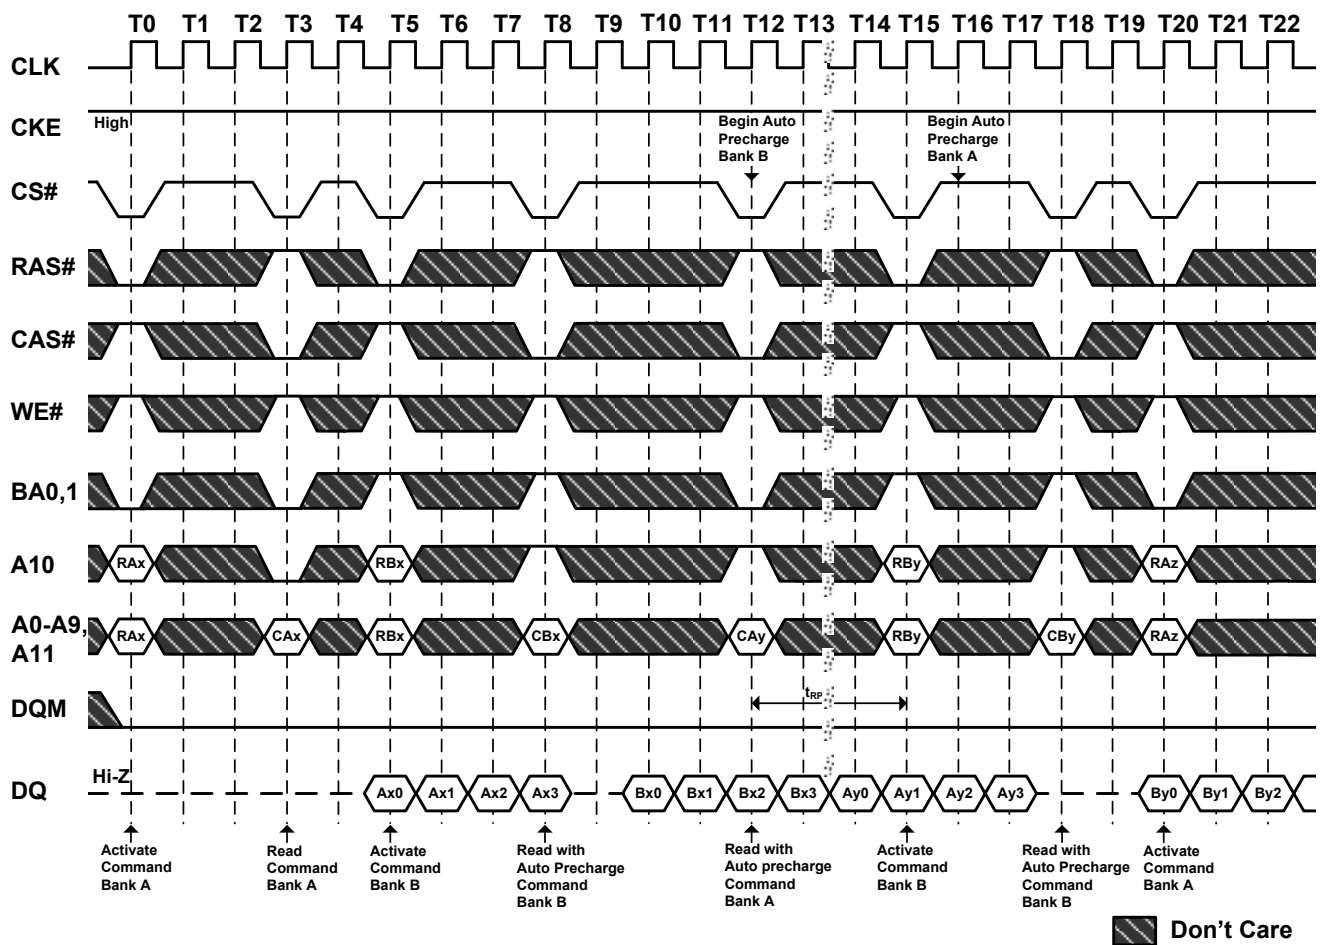 T0 T1 T2 T3 T4 T5 T6 T7 T8 T9 T10 T11 T12 T13 T14 T15 T16 T17 T18 T19 T20 T21 T22
CLK
CKE
High
Begin Auto
Precharge
Bank B
Begin Auto
Precharge
Bank A
CS#
RAS#
CAS#
WE#
BA0,1
A10
RAx RBx RBy RAz
A0-A9,
A11
RAx CAx RBx CBx CAy RBy CBy RAz
DQM
tRP
DQ
Hi-Z
Ax0 Ax1 Ax2 Ax3 Bx0 Bx1 Bx2 Bx3 Ay0 Ay1 Ay2 Ay3 By0 By1 By2
Activate
Command
Bank A
Read
Command
Bank A
Activate
Command
Bank B
Read with
Auto Precharge
Command
Bank B
Read with
Auto precharge
Command
Bank A
Activate
Command
Bank B
Read with
Auto Precharge
Command
Bank B
Activate
Command
Bank A
Don't Care